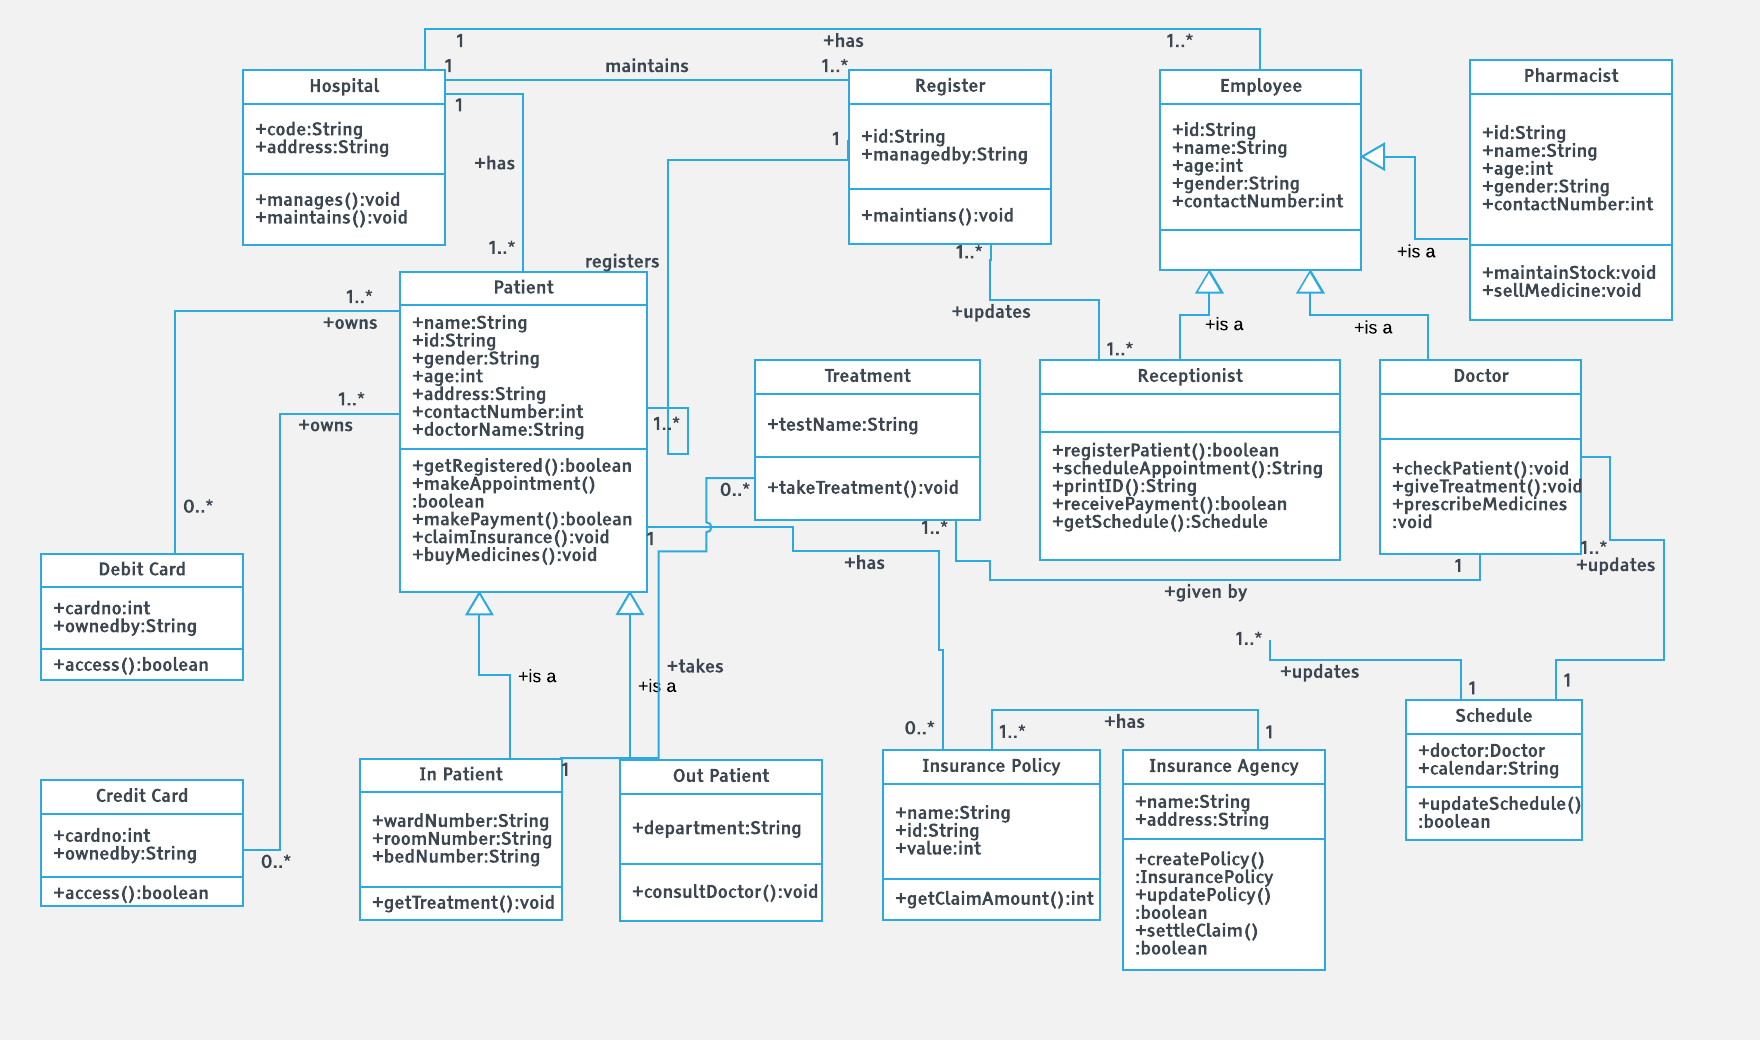 1
+has
1..*
1
maintains
1..*
Hospital
+code:String
+address:String
+manages():void
+maintains():void
1
+has
1..*
Register
+id:String
+managedby:String
+maintians():void
1
registers
1..*
Employee
+id:String
+name:String
+age:int
+gender:String
+contactNumber:int
Pharmacist
+id:String
+name:String
+age:int
+gender:String
+contactNumber:int
+maintainStock:void
+sellMedicine:void
+is a
+is a
+is a
1..*
+updates
1..*
1..*
+owns
0..*
1..*
+owns
0..*
Patient
+name:String
+id:String
+gender:String
+age:int
+address:String
+contactNumber:int
+doctorName:String
+getRegistered():boolean
+makeAppointment()
:boolean
+makePayment():boolean
+claimInsurance():void
+buyMedicines():void
Treatment
+testName:String
+takeTreatment():void
0..*
1..*
1
+has
Receptionist
+registerPatient():boolean
+scheduleAppointment():String
+printID():String
+receivePayment():boolean
+getSchedule():Schedule
Doctor
+checkPatient():void
+giveTreatment():void
+prescribeMedicines
:void
1..*
+updates
1
+given by
1
1..*
+updates
1
Debit Card
+cardno:int
+ownedby:String
+access():boolean
+is a
+is a
+takes
1
0..*
1..*
+has
1
Schedule
+doctor:Doctor
+calendar:String
+updateSchedule()
:boolean
Credit Card
+cardno:int
+ownedby:String
+access():boolean
In Patient
+wardNumber:String
+roomNumber:String
+bedNumber:String
+getTreatment():void
Out Patient
+department:String
+consultDoctor():void
Insurance Policy
+name:String
+id:String
+value:int
+getClaimAmount():int
Insurance Agency
+name:String
+address:String
+createPolicy()
:InsurancePolicy
+updatePolicy()
:boolean
+settleClaim()
:boolean